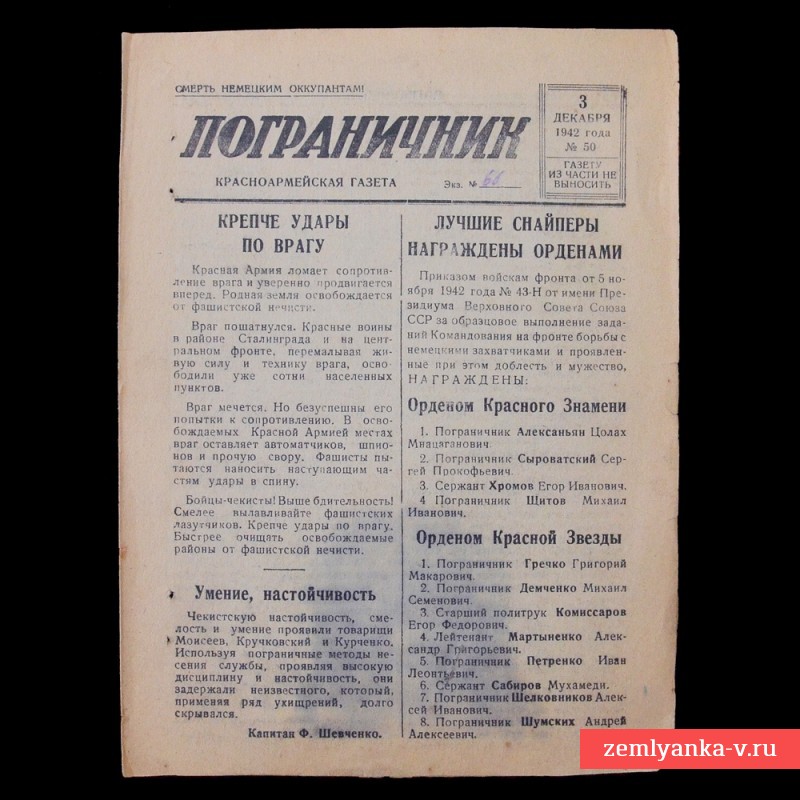 СМЕРТЬ НЕМЕЦКИМ ОККУПАНТАМ!
ПОГРАНИЧНИК
КРАСНОАРМЕЙСКАЯ ГАЗЕТА
Экз. № 66
3
ДЕКАБРЯ
1942 года
№ 50
ГАЗЕТУ
ИЗ ЧАСТИ НЕ
ВЫНОСИТЬ
КРЕПЧЕ УДАРЫ
ПО ВРАГУ
Красная Армия ломает сопротив-
ление врага и уверенно продвигается
вперед. Родная земля освобождается
от фашистской нечисти.
Враг пошатнулся. Красные воины
в районе Сталинграда и на цен-
тральном фронте, перемалывая жи-
вую силу и технику врага, осво-
бодили уже сотни населенных
пунктов.
Враг мечется. Но безуспешны его
попытки к сопротивлению. В осво-
бождаемых Красной Армией местах
враг оставляет автоматчиков, шпио-
нов и прочую свору. Фашисты пы-
таются наносить наступающим ча-
стям удары в спину.
Бойцы-чекисты! Выше бдительность!
Смелее вылавливайте фашистских
лазутчиков. Крепче удары по врагу.
Быстрее очищать освобождаемые
районы от фашистской нечисти.
Умение, настойчивость
Чекистскую настойчивость, сме-
лость и умение проявили товарищи
Моисеев, Кручковский и Курченко.
Используя пограничные методы не-
сения службы, проявляя высокую
дисциплину и настойчивость, они
задержали неизвестного, который,
применяя ряд ухищрений, долго
скрывался.
Капитан Ф. Шевченко.
ЛУЧШИЕ СНАЙПЕРЫ
НАГРАЖДЕНЫ ОРДЕНАМИ
Приказом войскам фронта от 5 но-
ября 1942 года № 43-Н от имени Пре-
зидиума Верховного Совета Союза
ССР за образцовое выполнение зада-
ний Командования на фронте борьбы с
немецкими захватчиками и проявлен-
ные при этом доблесть и мужество,
НАГРАЖДЕНЫ:
Орденом Красного Знамени
1. Пограничник Алексаньян Цолах
Мнацаганович.
2. Пограничник Сыроватский Сер-
гей Прокофьевич.
3. Сержант Хромов Егор Иванович.
4 Пограничник Щитов Михаил
Иванович.
Орденом Красной Звезды
1. Пограничник Гречко Григорий
Макарович.
2. Пограничник Демченко Михаил
Семенович.
3. Старший политрук Комиссаров
Егор Федорович.
4. Лейтенант Мартыненко Алек-
сандр Григорьевич.
5. Пограничник Петренко Иван
Леонтьевич.
6. Сержант Сабиров Мухамеди.
7. Пограничник Шелковников Алек-
сей Иванович.
8. Пограничник Шумских Андрей
Алексеевич.
zemlyanka-v.ru